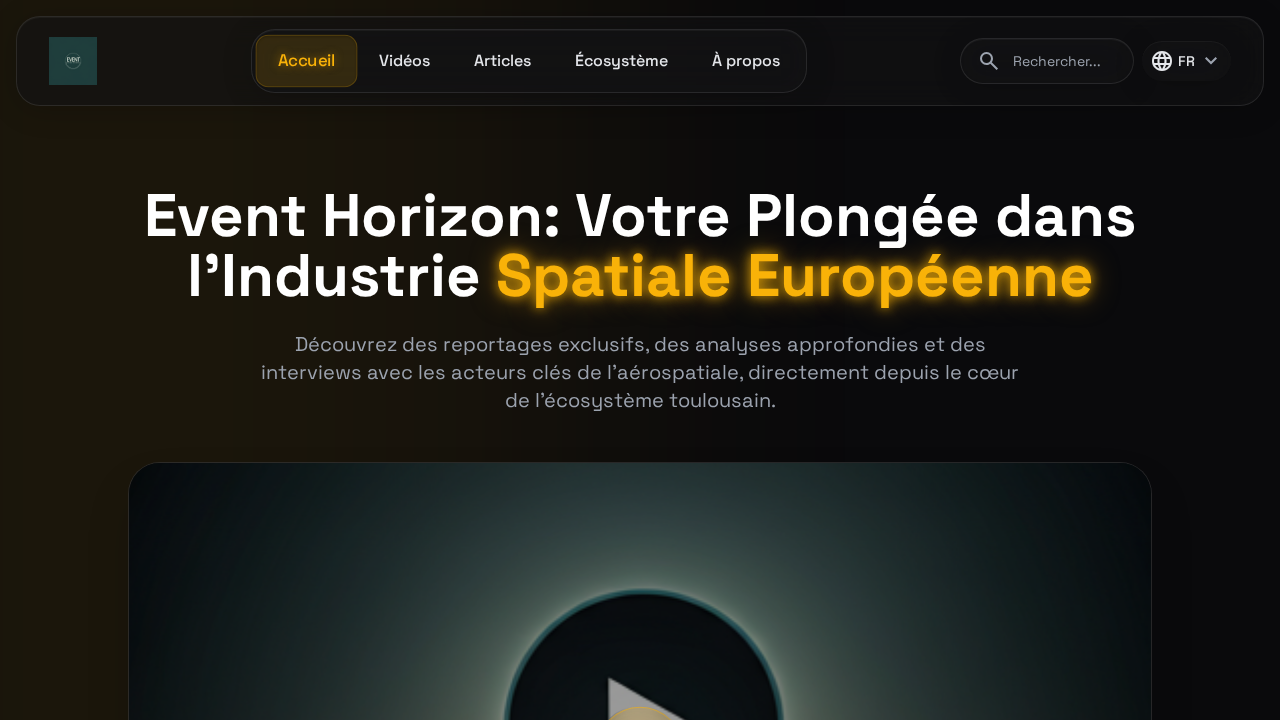 EVENT
Accueil
Vidéos
Articles
Écosystème
À propos
Rechercher...
FR
Event Horizon: Votre Plongée dans
l'Industrie Spatiale Européenne
Découvrez des reportages exclusifs, des analyses approfondies et des
interviews avec les acteurs clés de l'aérospatiale, directement depuis le cœur
de l'écosystème toulousain.